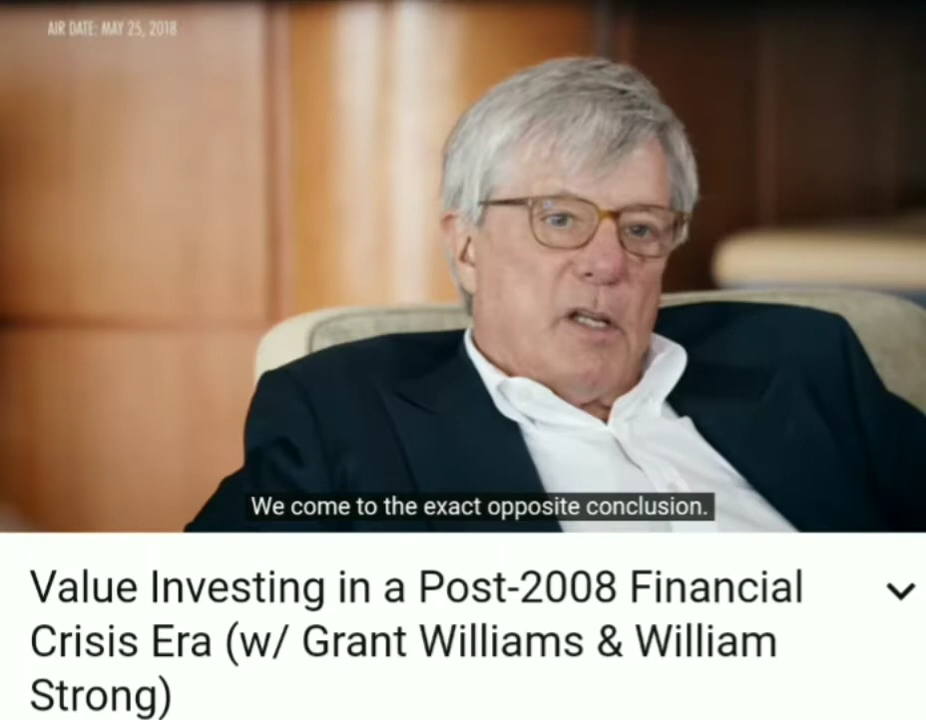 AIR DATE: MAY 25, 2018
We come to the exact opposite conclusion.
Value Investing in a Post-2008 Financial
Crisis Era (w/ Grant Williams & William
Strong)